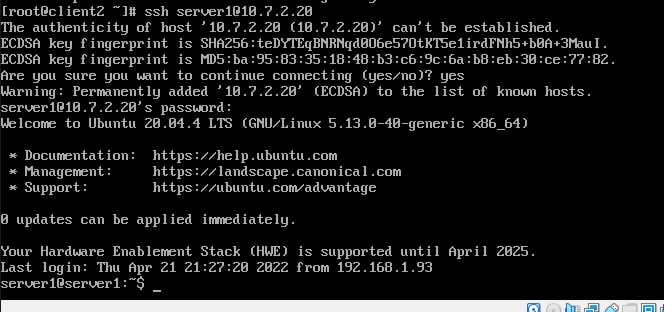 [root@client2 ~]# ssh server1@10.7.2.20
The authenticity of host '10.7.2.20 (10.7.2.20)' can't be established.
ECDSA key fingerprint is SHA256:teDYTEqBNRNqd0O6e57OtKT5e1irdFNh5+b0A+3MauI.
ECDSA key fingerprint is MD5:ba:95:83:35:18:48:b3:c6:9c:6a:b8:eb:30:ce:77:82.
Are you sure you want to continue connecting (yes/no)? yes
Warning: Permanently added '10.7.2.20' (ECDSA) to the list of known hosts.
server1@10.7.2.20's password:
Welcome to Ubuntu 20.04.4 LTS (GNU/Linux 5.13.0-40-generic x86_64)
* Documentation: https://help.ubuntu.com
* Management: https://landscape.canonical.com
* Support: https://ubuntu.com/advantage
0 updates can be applied immediately.
Your Hardware Enablement Stack (HWE) is supported until April 2025.
Last login: Thu Apr 21 21:27:20 2022 from 192.168.1.93
server1@server1:~$ _